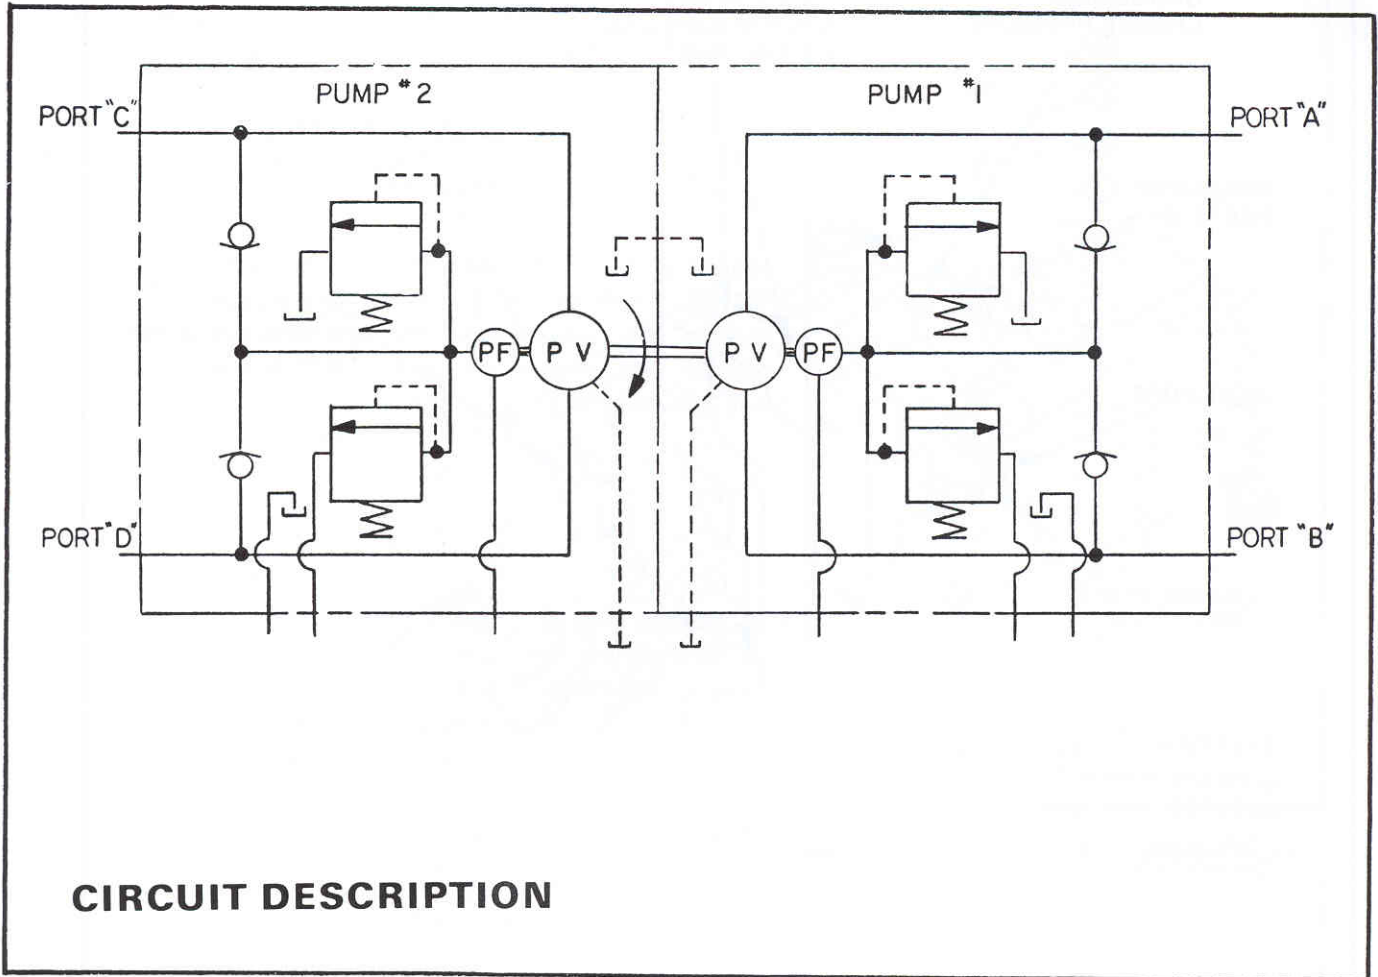 PUMP #2
PUMP #1
PORT "C"
PORT "A"
PF
P V
P V
PF
PORT "D"
PORT "B"
CIRCUIT DESCRIPTION